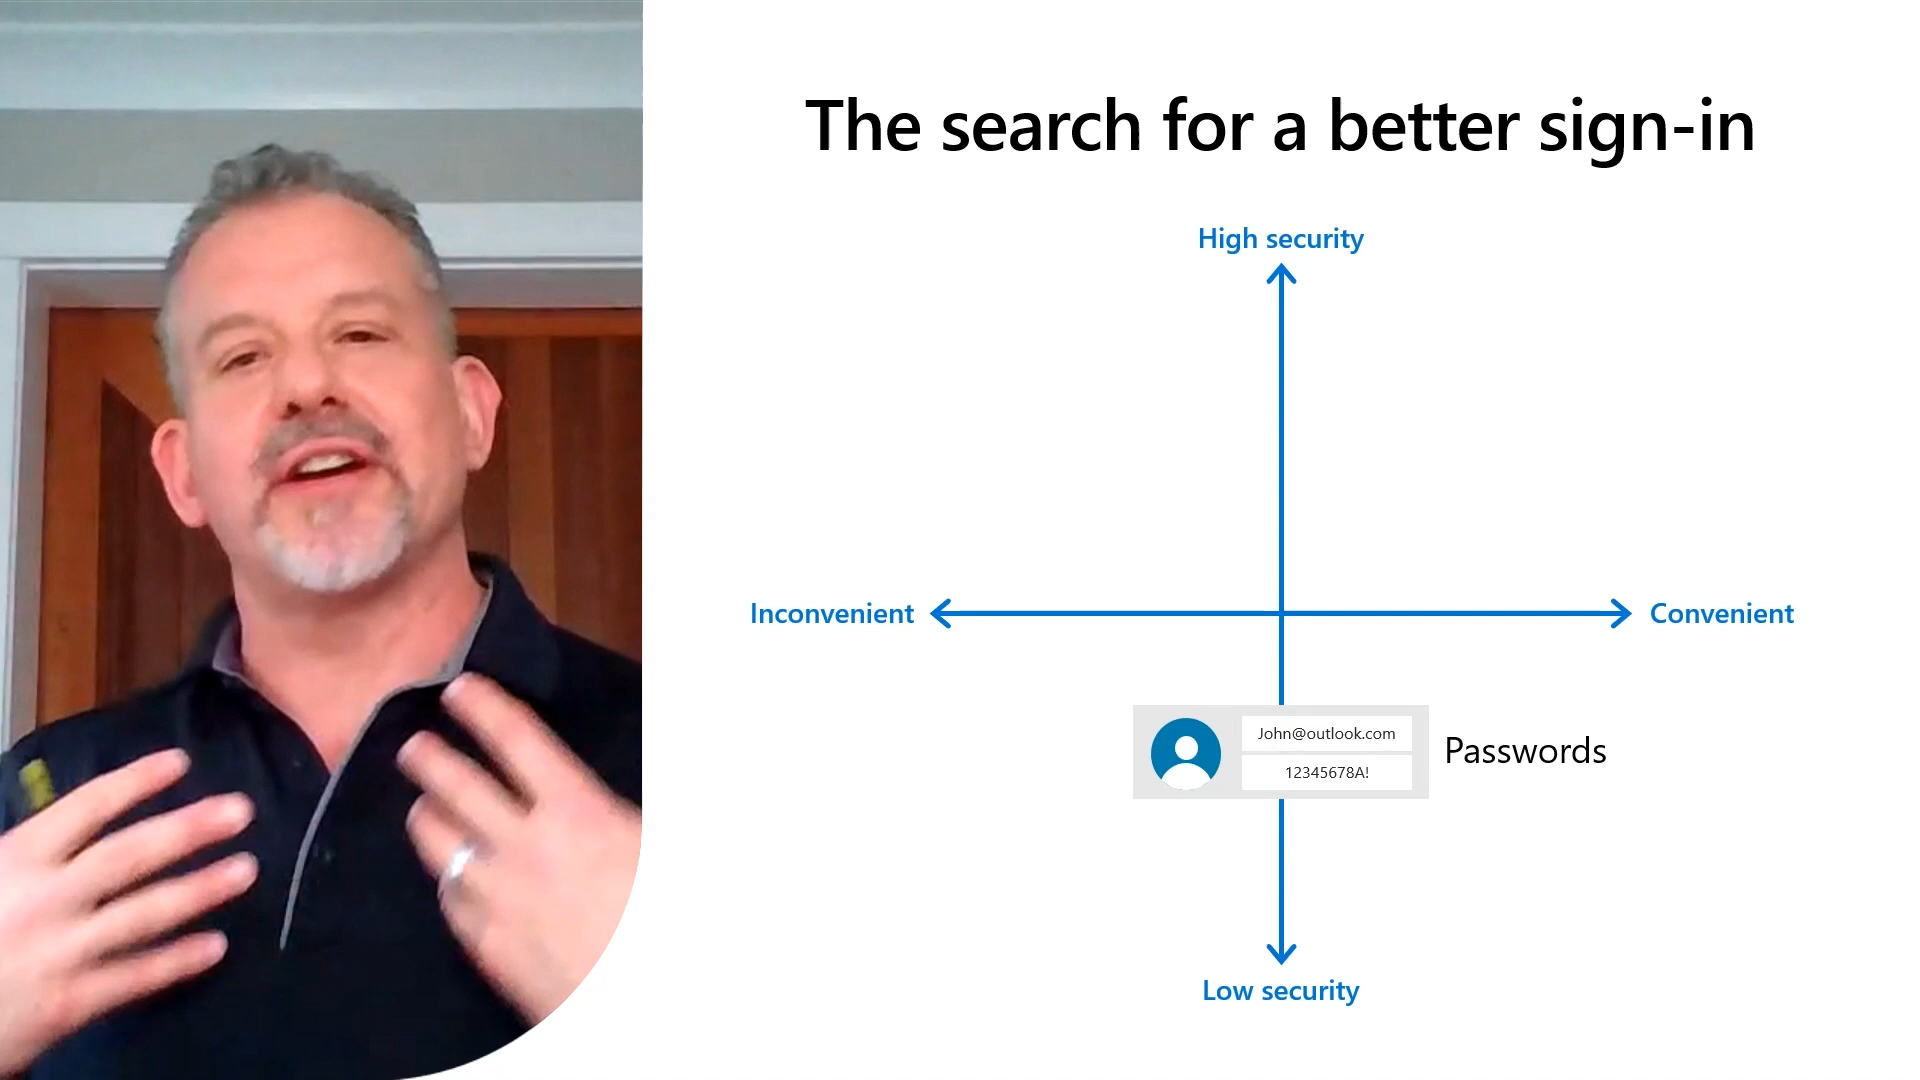 The search for a better sign-in
High security
Inconvenient
Convenient
John@outlook.com
12345678A!
Passwords
Low security